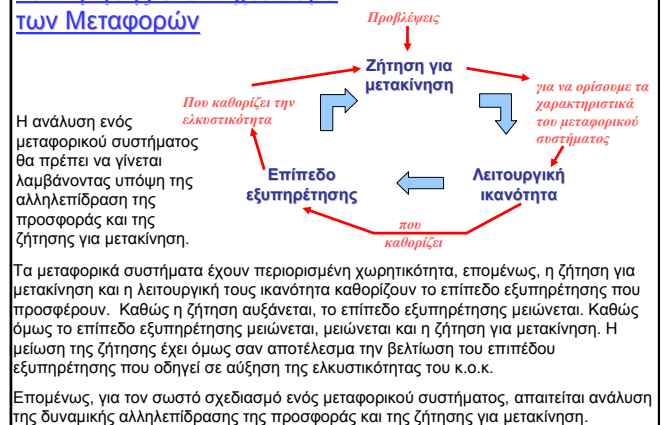 των Μεταφορών
Προβλέψεις
Ζήτηση για
μετακίνηση
για να ορίσουμε τα
χαρακτηριστικά
του μεταφορικού
συστήματος
Που καθορίζει την
ελκυστικότητα
Η ανάλυση ενός
μεταφορικού συστήματος
θα πρέπει να γίνεται
λαμβάνοντας υπόψη της
αλληλεπίδραση της
προσφοράς και της
ζήτησης για μετακίνηση.
Επίπεδο
εξυπηρέτησης
Λειτουργική
ικανότητα
που
καθορίζει
Τα μεταφορικά συστήματα έχουν περιορισμένη χωρητικότητα, επομένως, η ζήτηση για
μετακίνηση και η λειτουργική τους ικανότητα καθορίζουν το επίπεδο εξυπηρέτησης που
προσφέρουν. Καθώς η ζήτηση αυξάνεται, το επίπεδο εξυπηρέτησης μειώνεται. Καθώς
όμως το επίπεδο εξυπηρέτησης μειώνεται, μειώνεται και η ζήτηση για μετακίνηση. Η
μείωση της ζήτησης έχει όμως σαν αποτέλεσμα την βελτίωση του επιπέδου
εξυπηρέτησης που οδηγεί σε αύξηση της ελκυστικότητας του κ.ο.κ.
Επομένως, για τον σωστό σχεδιασμό ενός μεταφορικού συστήματος, απαιτείται ανάλυση
της δυναμικής αλληλεπίδρασης της προσφοράς και της ζήτησης για μετακίνηση.